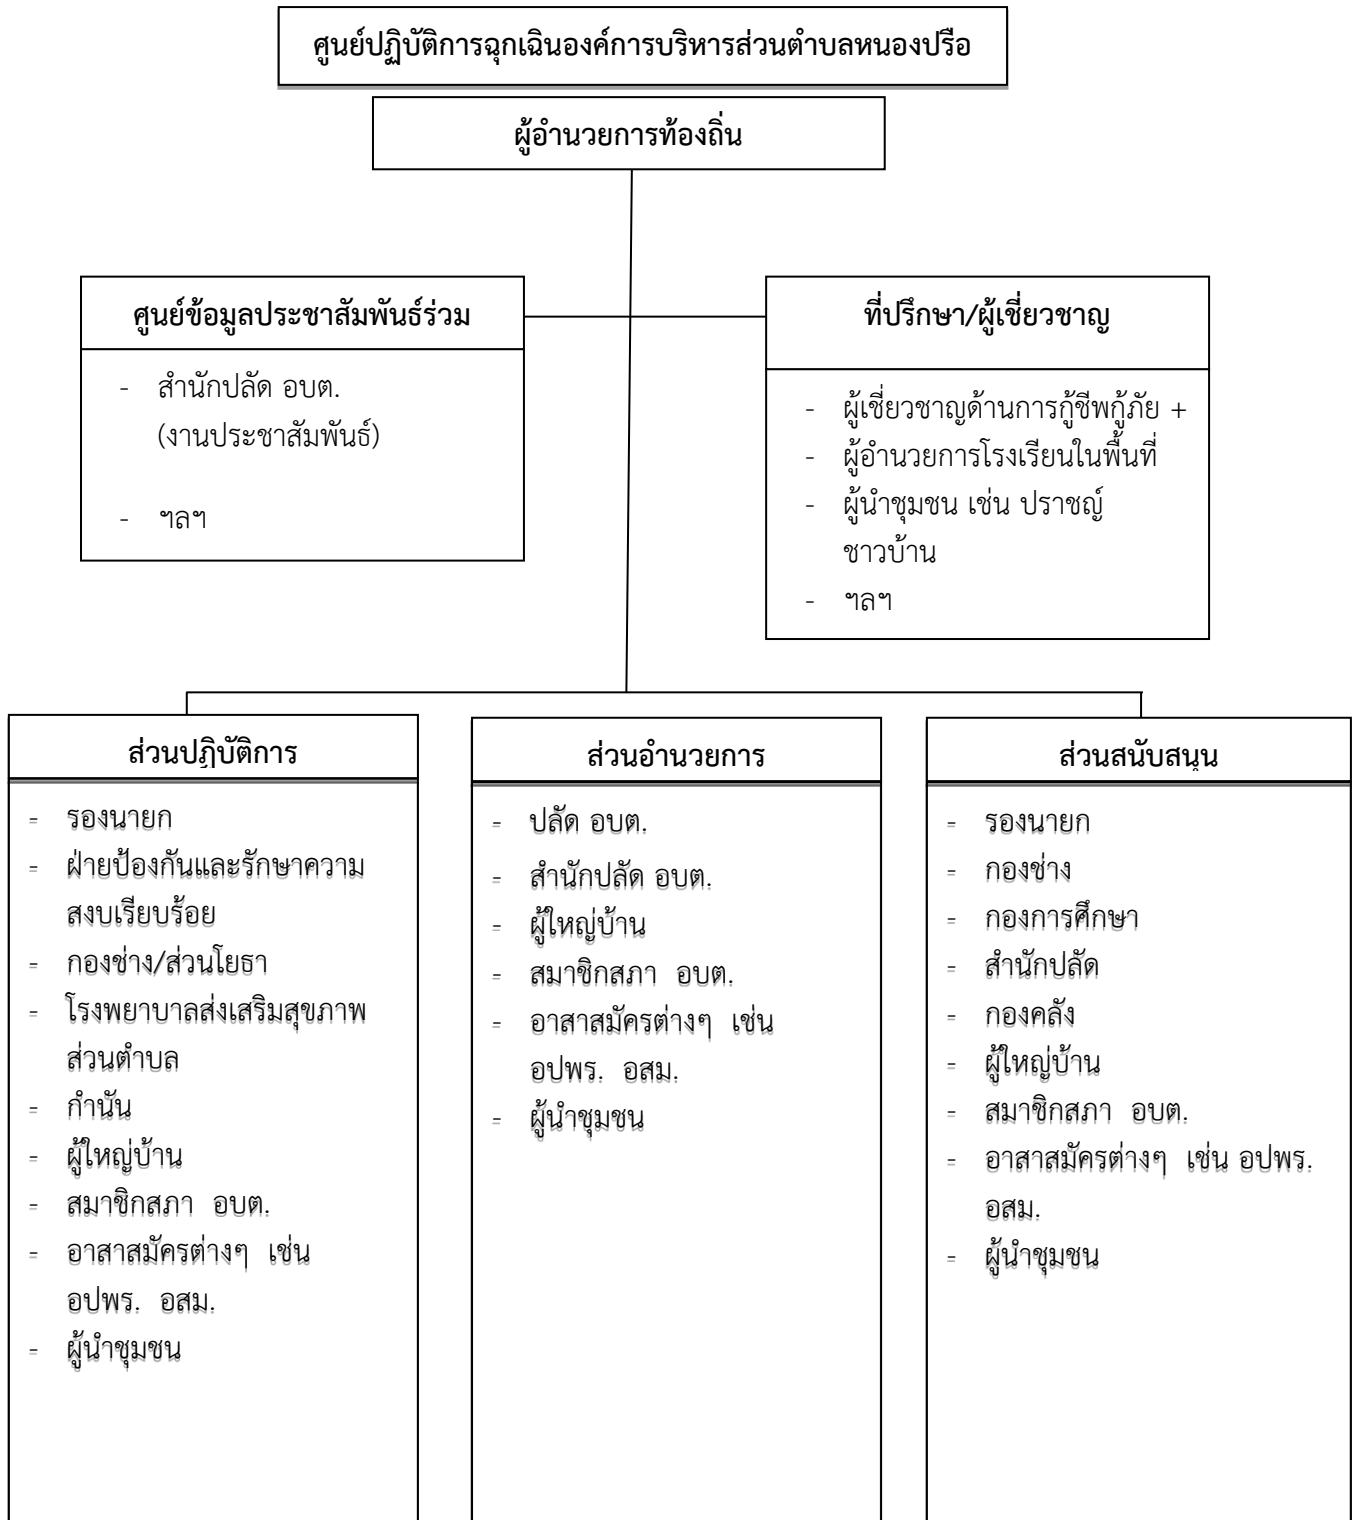 ศูนย์ปฏิบัติการฉุกเฉินองค์การบริหารส่วนตำบลหนองปรือ
ผู้อำนวยการท้องถิ่น
ศูนย์ข้อมูลประชาสัมพันธ์ร่วม
- สำนักปลัด อบต.
(งานประชาสัมพันธ์)
- ฯลฯ
ที่ปรึกษา/ผู้เชี่ยวชาญ
- ผู้เชี่ยวชาญด้านการกู้ชีพกู้ภัย +
- ผู้อำนวยการโรงเรียนในพื้นที่
- ผู้นำชุมชน เช่น ปราชญ์
ชาวบ้าน
- ฯลฯ
ส่วนปฏิบัติการ
- รองนายก
- ฝ่ายป้องกันและรักษาความ
สงบเรียบร้อย
- กองช่าง/ส่วนโยธา
- โรงพยาบาลส่งเสริมสุขภาพ
ส่วนตำบล
- กำนัน
- ผู้ใหญ่บ้าน
- สมาชิกสภา อบต.
- อาสาสมัครต่างๆ เช่น
อปพร. อสม.
- ผู้นำชุมชน
ส่วนอำนวยการ
- ปลัด อบต.
- สำนักปลัด อบต.
- ผู้ใหญ่บ้าน
- สมาชิกสภา อบต.
- อาสาสมัครต่างๆ เช่น
อปพร. อสม.
- ผู้นำชุมชน
ส่วนสนับสนุน
- รองนายก
- กองช่าง
- กองการศึกษา
- สำนักปลัด
- กองคลัง
- ผู้ใหญ่บ้าน
- สมาชิกสภา อบต.
- อาสาสมัครต่างๆ เช่น อปพร.
อสม.
- ผู้นำชุมชน